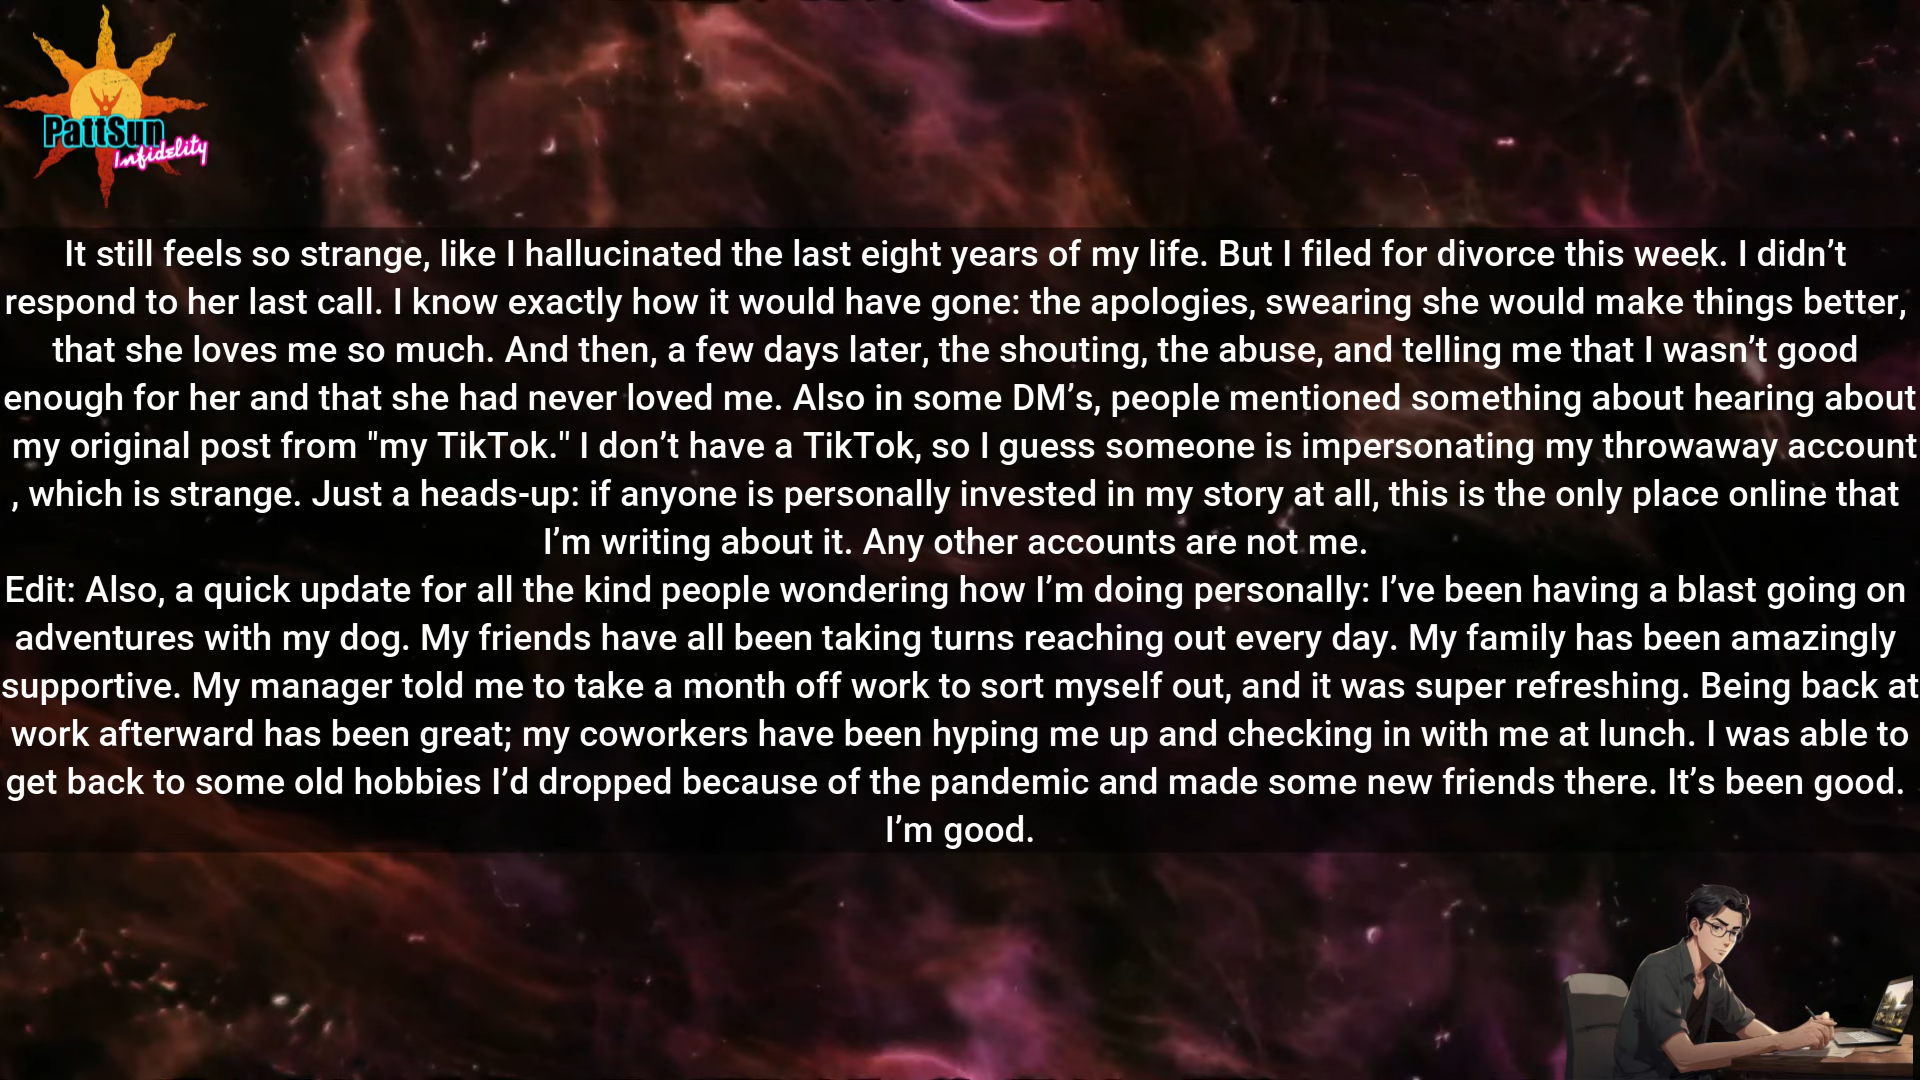 PattSun
Infidelity
It still feels so strange, like I hallucinated the last eight years of my life. But I filed for divorce this week. I didn’t
respond to her last call. I know exactly how it would have gone: the apologies, swearing she would make things better,
that she loves me so much. And then, a few days later, the shouting, the abuse, and telling me that I wasn’t good
enough for her and that she had never loved me. Also in some DM’s, people mentioned something about hearing about
my original post from "my TikTok." I don’t have a TikTok, so I guess someone is impersonating my throwaway account
, which is strange. Just a heads-up: if anyone is personally invested in my story at all, this is the only place online that
I’m writing about it. Any other accounts are not me.
Edit: Also, a quick update for all the kind people wondering how I’m doing personally: I’ve been having a blast going on
adventures with my dog. My friends have all been taking turns reaching out every day. My family has been amazingly
supportive. My manager told me to take a month off work to sort myself out, and it was super refreshing. Being back at
work afterward has been great; my coworkers have been hyping me up and checking in with me at lunch. I was able to
get back to some old hobbies I’d dropped because of the pandemic and made some new friends there. It’s been good.
I’m good.